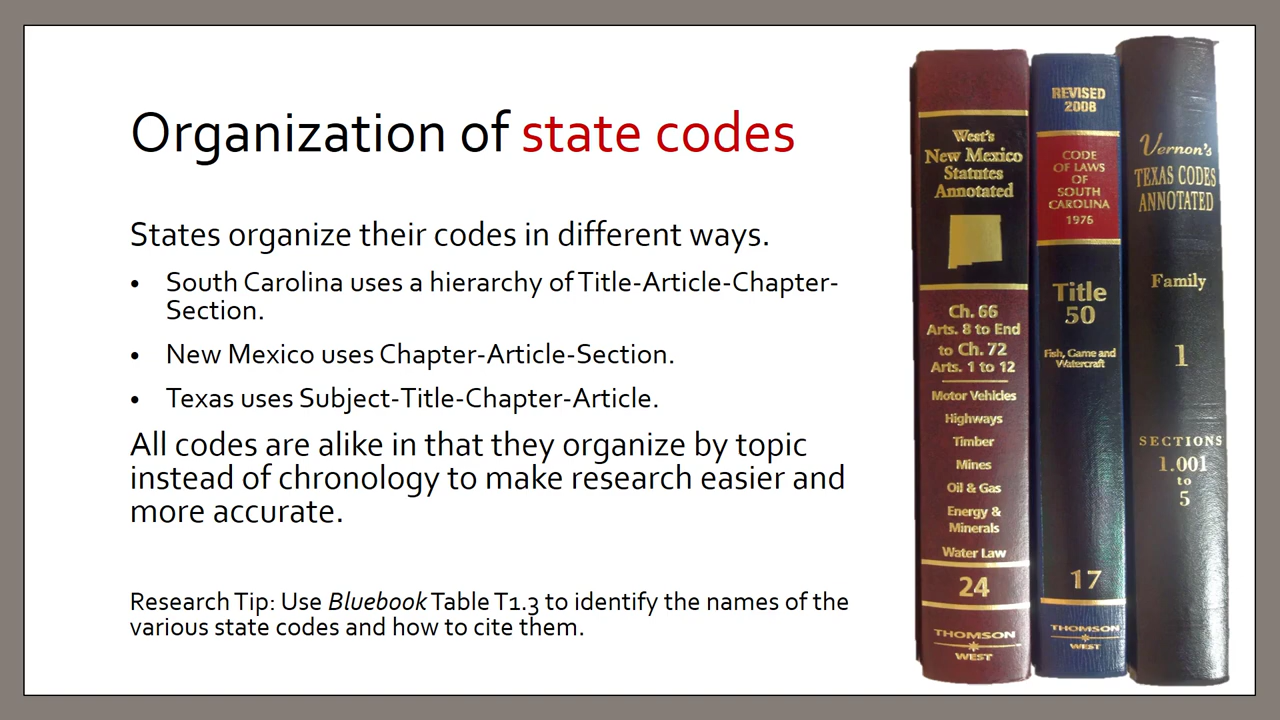 Organization of state codes
States organize their codes in different ways.
• South Carolina uses a hierarchy of Title-Article-Chapter-
Section.
• New Mexico uses Chapter-Article-Section.
• Texas uses Subject-Title-Chapter-Article.
All codes are alike in that they organize by topic
instead of chronology to make research easier and
more accurate.
Research Tip: Use Bluebook Table T1.3 to identify the names of the
various state codes and how to cite them.
West's
New Mexico
Statutes
Annotated
Ch. 66
Arts. 8 to End
to Ch. 72
Arts. 1 to 12
Motor Vehicles
Highways
Timber
Mines
Oil & Gas
Energy &
Minerals
Water Law
24
THOMSON
WEST
REVISED
2008
CODE
OF LAWS
OF
SOUTH
CAROLINA
1976
Title
50
Fish, Game and
Watercraft
17
THOMSON
WEST
Vernon's
TEXAS CODES
ANNOTATED
Family
1
SECTIONS
1.001
to
5